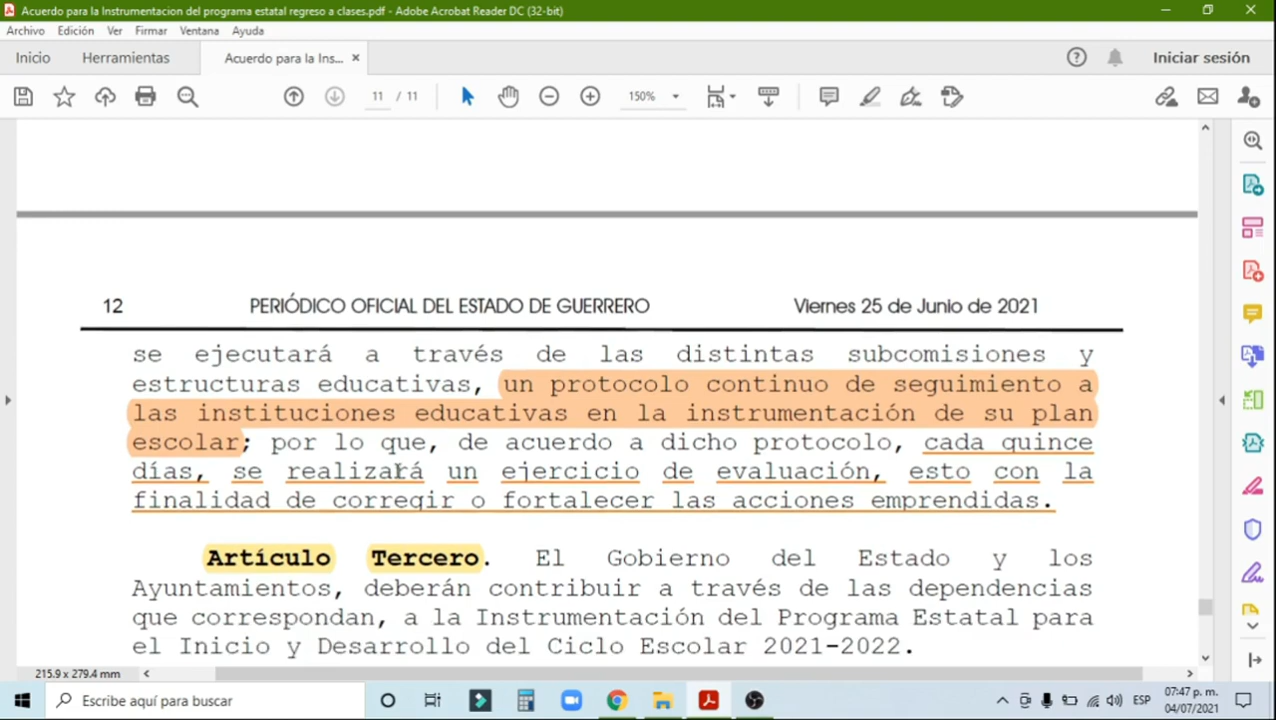 Acuerdo para la Instrumentacion del programa estatal regreso a clases.pdf - Adobe Acrobat Reader DC (32-bit)
Archivo Edición Ver Firmar Ventana Ayuda
Inicio Herramientas Acuerdo para la Ins... × Iniciar sesión
11 / 11 150%
12 PERIÓDICO OFICIAL DEL ESTADO DE GUERRERO Viernes 25 de Junio de 2021
se ejecutará a través de las distintas subcomisiones y
estructuras educativas, un protocolo continuo de seguimiento a
las instituciones educativas en la instrumentación de su plan
escolar; por lo que, de acuerdo a dicho protocolo, cada quince
días, se realizará un ejercicio de evaluación, esto con la
finalidad de corregir o fortalecer las acciones emprendidas.
Artículo Tercero. El Gobierno del Estado y los
Ayuntamientos, deberán contribuir a través de las dependencias
que correspondan, a la Instrumentación del Programa Estatal para
el Inicio y Desarrollo del Ciclo Escolar 2021-2022.
215.9 x 279.4 mm
Escribe aquí para buscar ESP 07:47 p. m.
04/07/2021